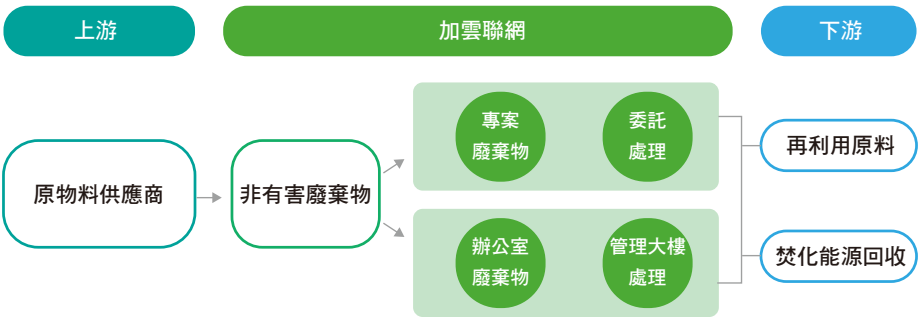 上游
加雲聯網
下游
原物料供應商
非有害廢棄物
專案
廢棄物
委託
處理
辦公室
廢棄物
管理大樓
處理
再利用原料
焚化能源回收